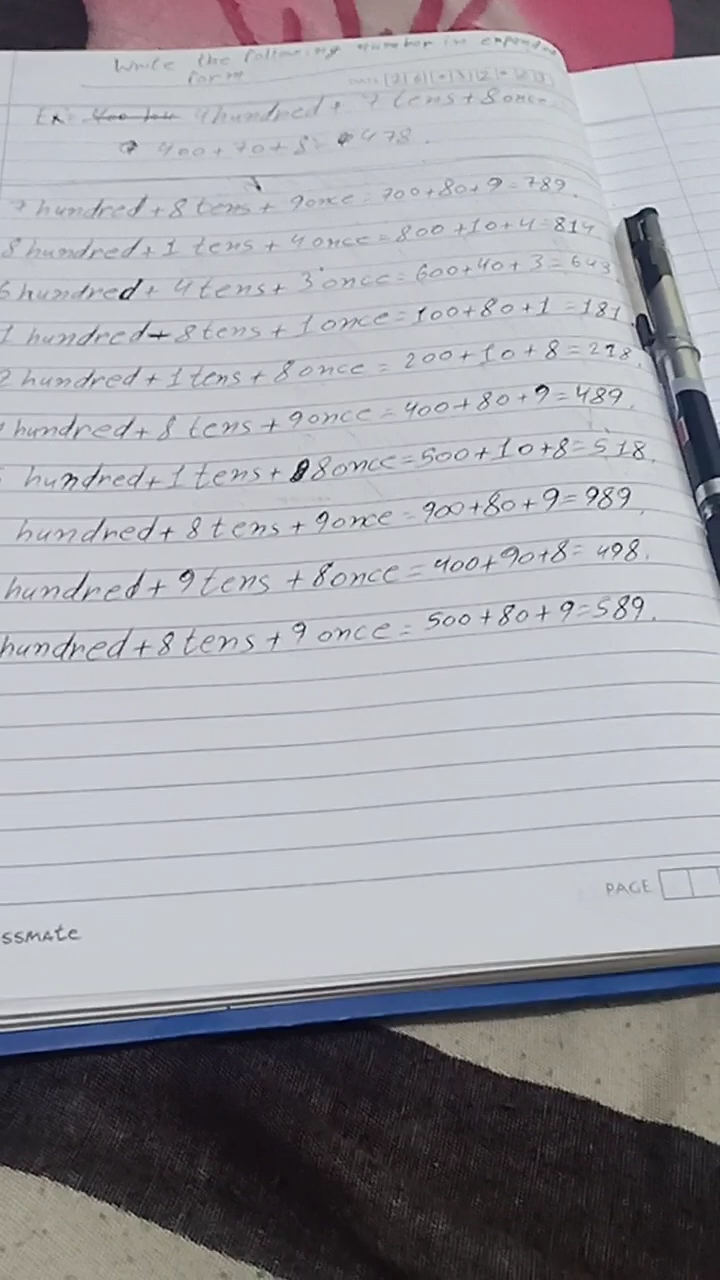 Write the following number in expended
form
DATE
Ex: 4 hundred + 7 tens + 8 once
400 + 70 + 8 = 478.
7 hundred + 8 tens + 9 once = 700 + 80 + 9 = 789.
8 hundred + 1 tens + 4 once = 800 + 10 + 4 = 814
6 hundred + 4 tens + 3 once = 600 + 40 + 3 = 643
1 hundred + 8 tens + 1 once = 100 + 80 + 1 = 181.
2 hundred + 1 tens + 8 once = 200 + 10 + 8 = 218.
hundred + 8 tens + 9 once = 400 + 80 + 9 = 489.
hundred + 1 tens + 8 once = 500 + 10 + 8 = 518.
hundred + 8 tens + 9 once = 900 + 80 + 9 = 989.
hundred + 9 tens + 8 once = 400 + 90 + 8 = 498.
hundred + 8 tens + 9 once = 500 + 80 + 9 = 589.
PAGE
ssmate